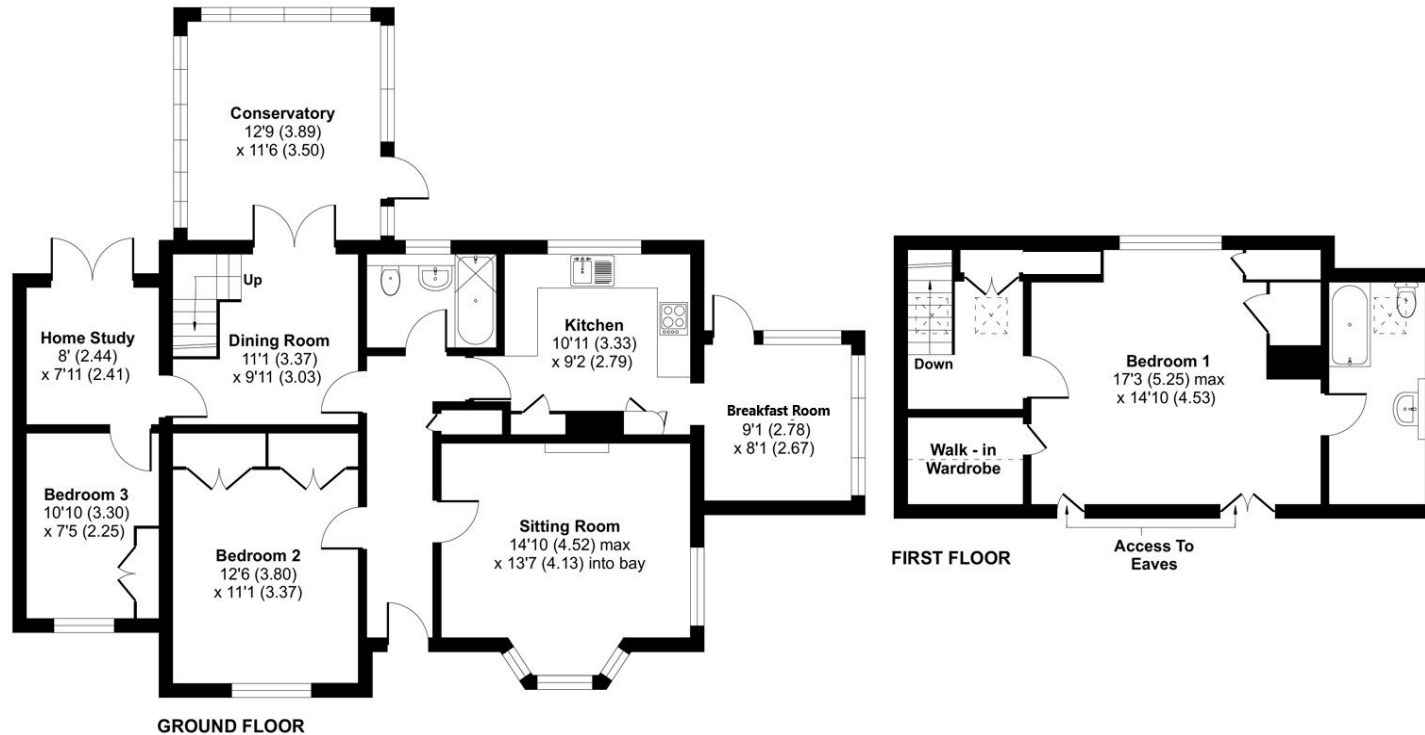 Conservatory
12'9 (3.89)
x 11'6 (3.50)
Up
Home Study
8' (2.44)
x 7'11 (2.41)
Dining Room
11'1 (3.37)
x 9'11 (3.03)
Kitchen
10'11 (3.33)
x 9'2 (2.79)
Breakfast Room
9'1 (2.78)
x 8'1 (2.67)
Bedroom 3
10'10 (3.30)
x 7'5 (2.25)
Bedroom 2
12'6 (3.80)
x 11'1 (3.37)
Sitting Room
14'10 (4.52) max
x 13'7 (4.13) into bay
GROUND FLOOR
Down
Bedroom 1
17'3 (5.25) max
x 14'10 (4.53)
Walk - in
Wardrobe
FIRST FLOOR
Access To
Eaves